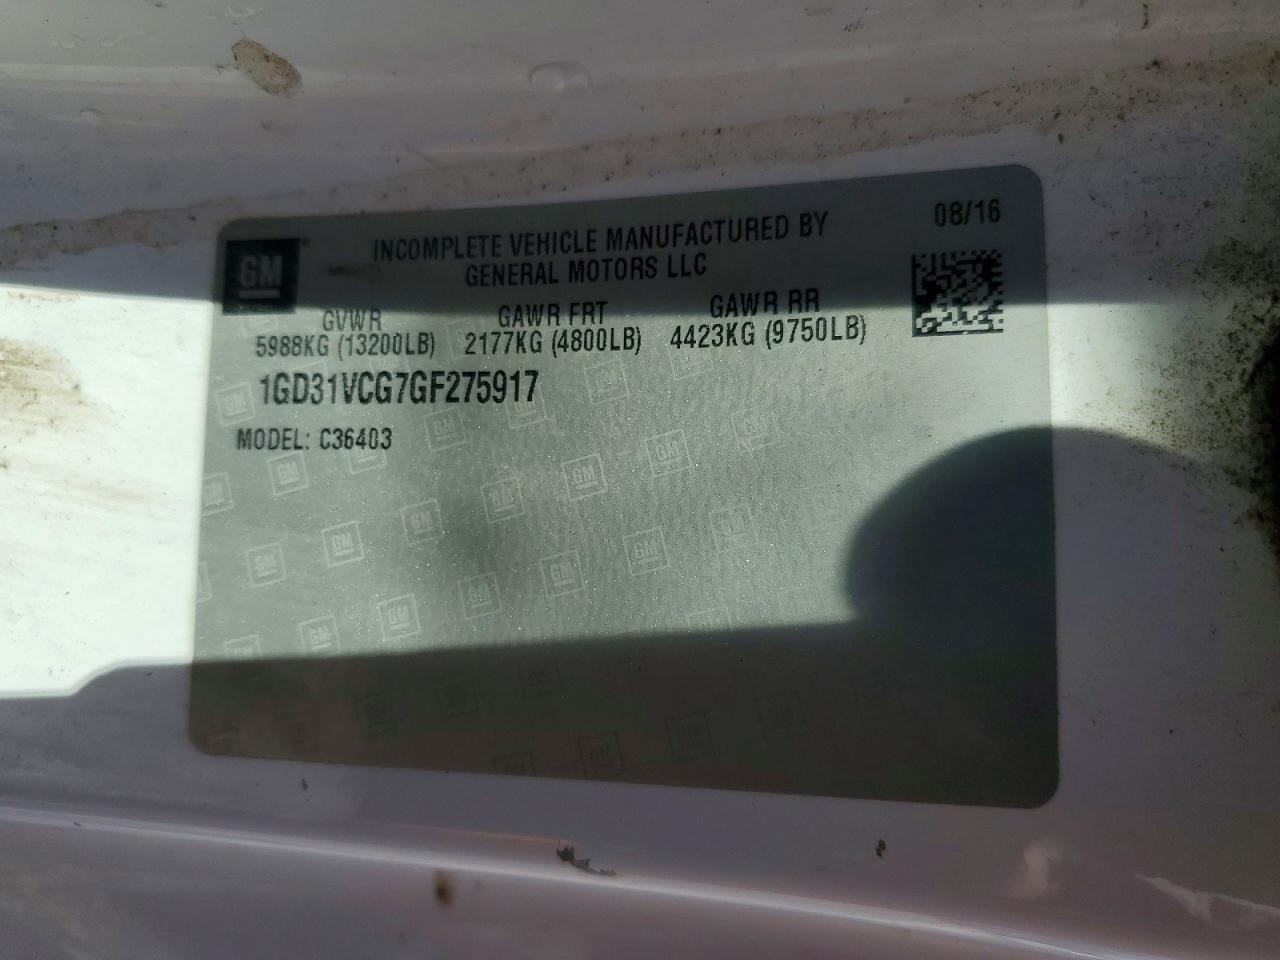 GM
INCOMPLETE VEHICLE MANUFACTURED BY
GENERAL MOTORS LLC
08/16
GVWR GAWR FRT GAWR RR
5988KG (13200LB) 2177KG (4800LB) 4423KG (9750LB)
1GD31VCG7GF275917
MODEL: C36403